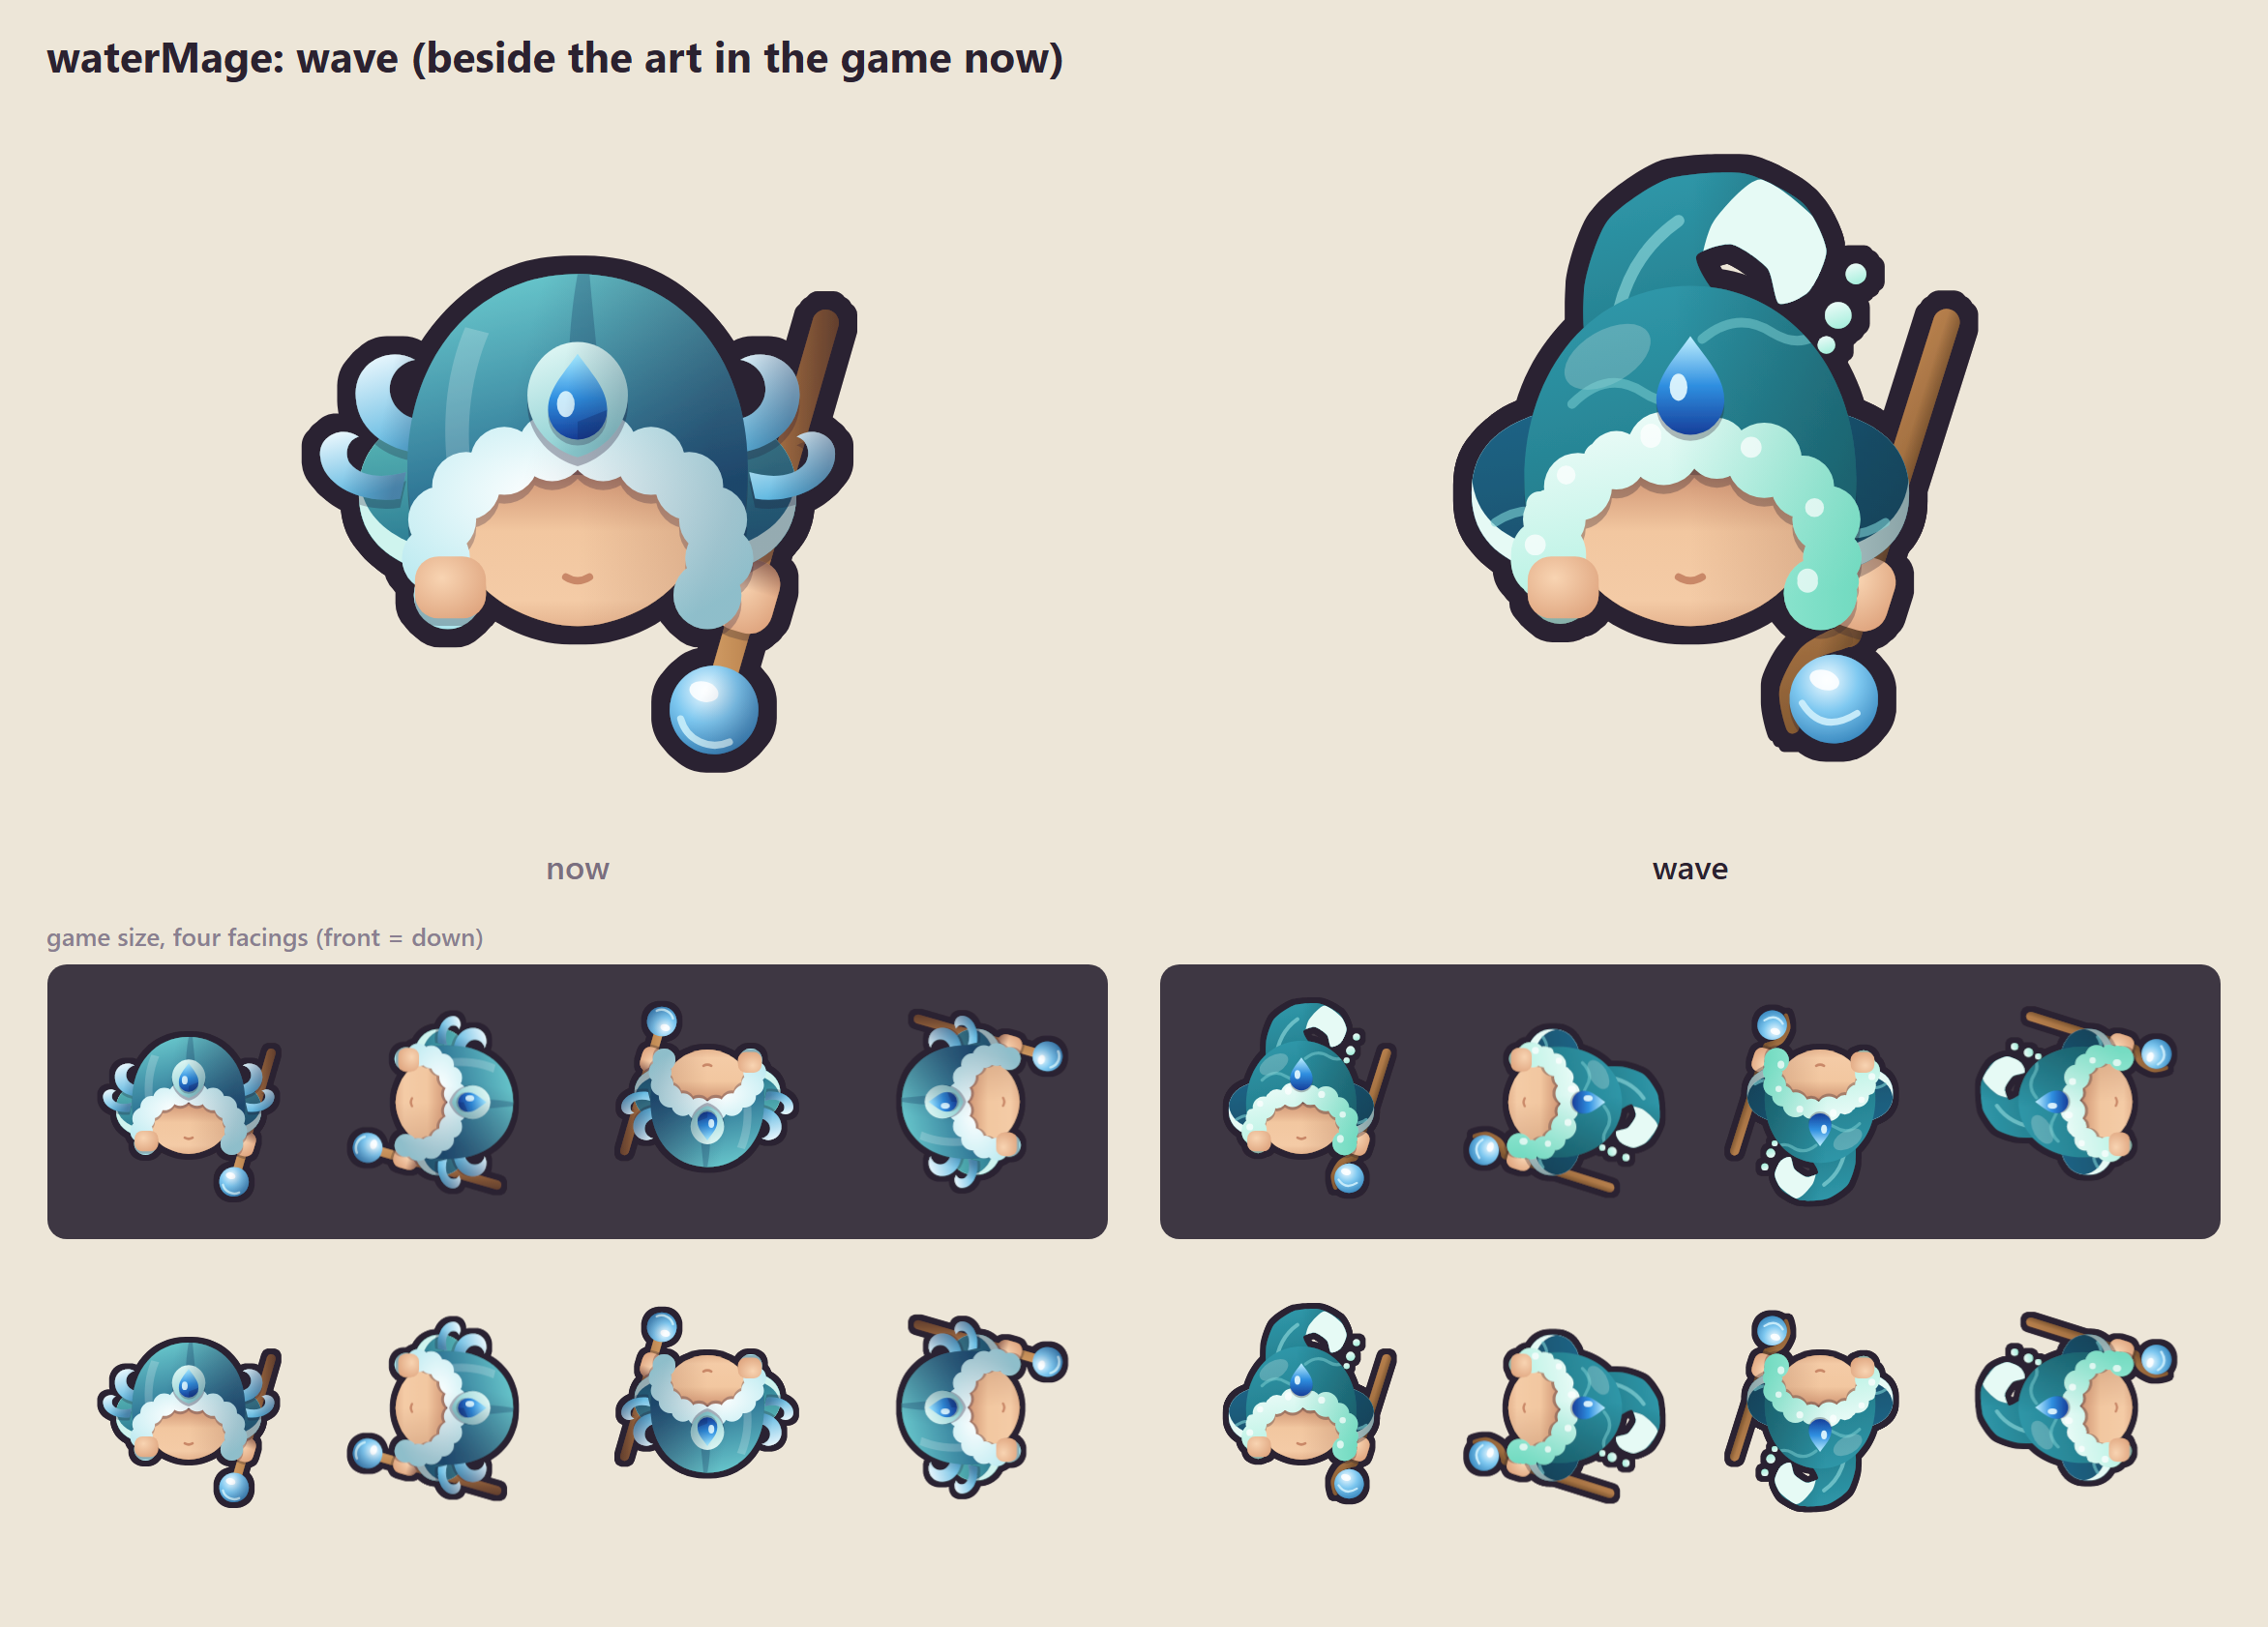 waterMage: wave (beside the art in the game now)
now
wave
game size, four facings (front = down)